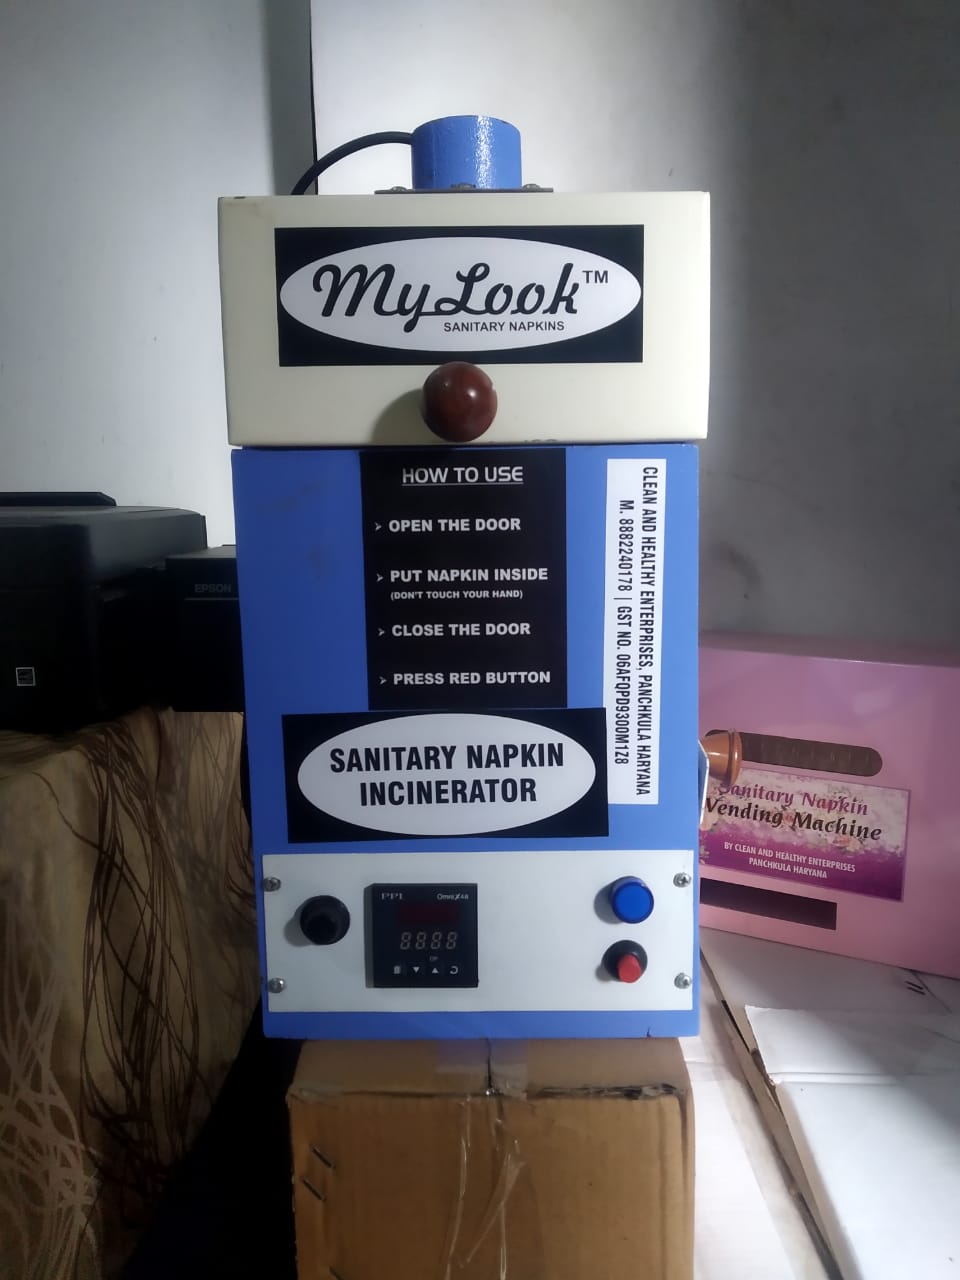 MyLook™
SANITARY NAPKINS
HOW TO USE
➢ OPEN THE DOOR
➢ PUT NAPKIN INSIDE
(DON'T TOUCH YOUR HAND)
➢ CLOSE THE DOOR
➢ PRESS RED BUTTON
CLEAN AND HEALTHY ENTERPRISES, PANCHKULA HARYANA
M. 8882240178 | GST NO. 06AFQPD9300M1Z8
SANITARY NAPKIN
INCINERATOR
PPI OmniX48
8888
OP
EPSON
Sanitary Napkin
Vending Machine
BY CLEAN AND HEALTHY ENTERPRISES
PANCHKULA HARYANA